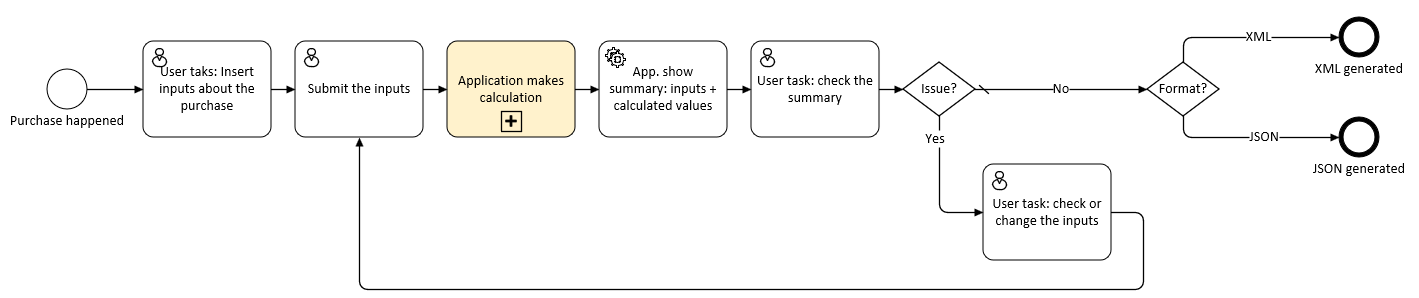 Purchase happened
User taks: Insert
inputs about the
purchase
Submit the inputs
Application makes
calculation
App. show
summary: inputs +
calculated values
User task: check the
summary
Issue?
No
Yes
User task: check or
change the inputs
Format?
XML
XML generated
JSON
JSON generated